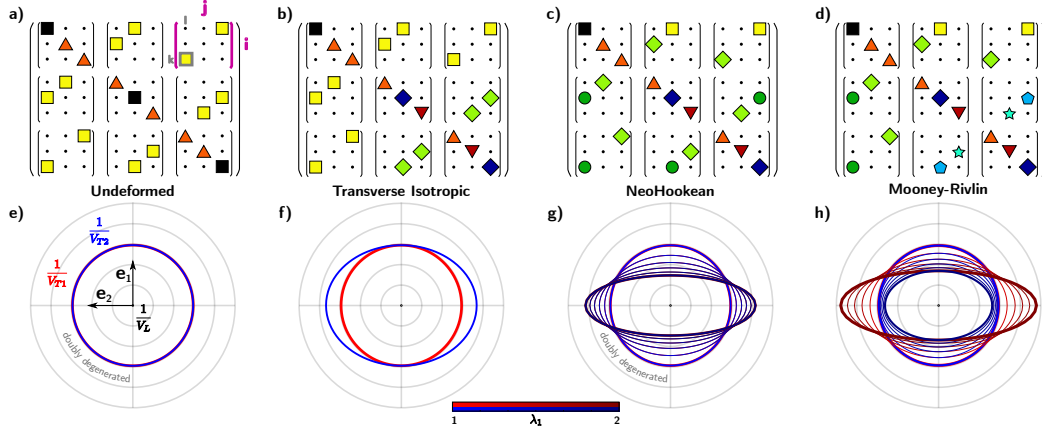 a)
b)
c)
d)
j
l
i
k
Undeformed
Transverse Isotropic
NeoHookean
Mooney-Rivlin
e)
f)
g)
h)
1/V_T2
1/V_T1
e₁
e₂
1/V_L
doubly degenerated
doubly degenerated
1
λ₁
2